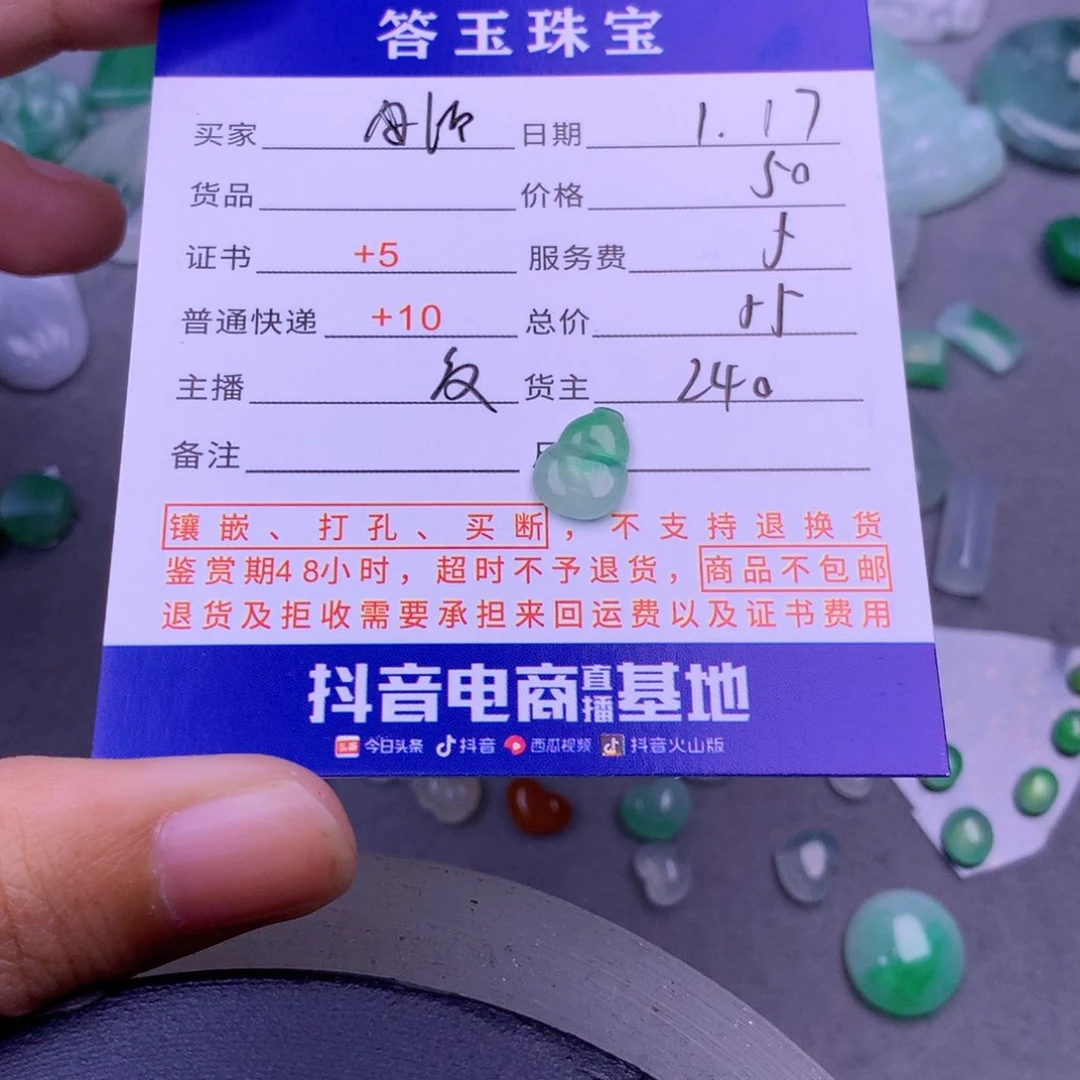 答玉珠宝
买家 日期 1.17
货品 价格 50
证书 +5 服务费 5
普通快递 +10 总价 55
主播 货主 240
备注
镶嵌、打孔、买断，不支持退换货
鉴赏期48小时，超时不予退货，商品不包邮
退货及拒收需要承担来回运费以及证书费用
抖音电商直播基地
头条 今日头条 抖音 西瓜视频 抖音火山版